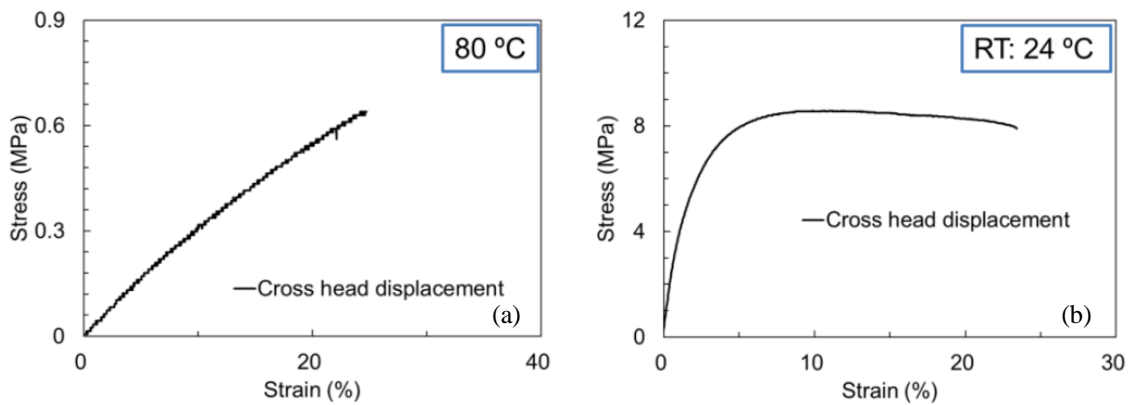 0.9
80 ºC
0.6
Stress (MPa)
0.3
Cross head displacement
(a)
0
0
20
40
Strain (%)
12
RT: 24 ºC
8
Stress (MPa)
Cross head displacement
4
(b)
0
0
10
20
30
Strain (%)